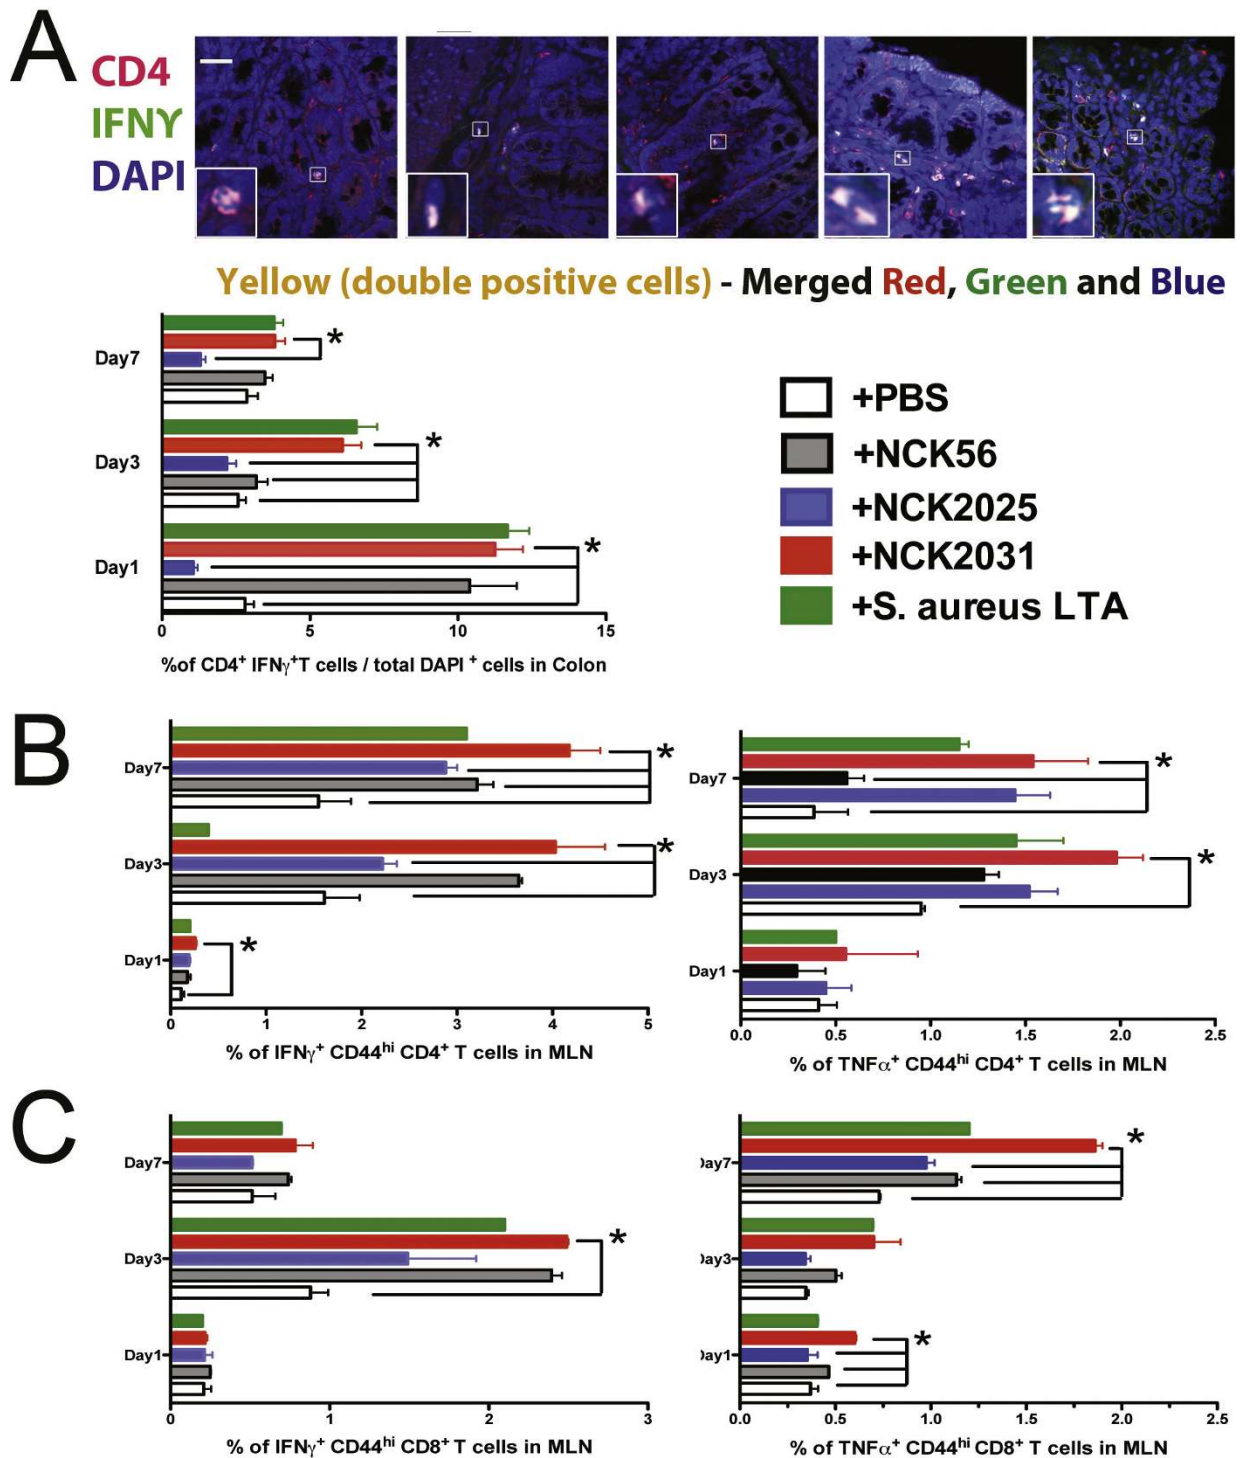 A
CD4
IFNϒ
DAPI
Yellow (double positive cells) - Merged Red, Green and Blue
Day7
*
Day3
*
Day1
*
0 5 10 15
%of CD4⁺ IFNγ⁺T cells / total DAPI ⁺ cells in Colon
+PBS
+NCK56
+NCK2025
+NCK2031
+S. aureus LTA
B
Day7
*
Day3
*
Day1
*
0 1 2 3 4 5
% of IFNγ⁺ CD44ʰⁱ CD4⁺ T cells in MLN
Day7
*
Day3
*
Day1
0.0 0.5 1.0 1.5 2.0 2.5
% of TNFα⁺ CD44ʰⁱ CD4⁺ T cells in MLN
C
Day7
Day3
*
Day1
0 1 2 3
% of IFNγ⁺ CD44ʰⁱ CD8⁺ T cells in MLN
Day7
*
Day3
Day1
*
0.0 0.5 1.0 1.5 2.0 2.5
% of TNFα⁺ CD44ʰⁱ CD8⁺ T cells in MLN